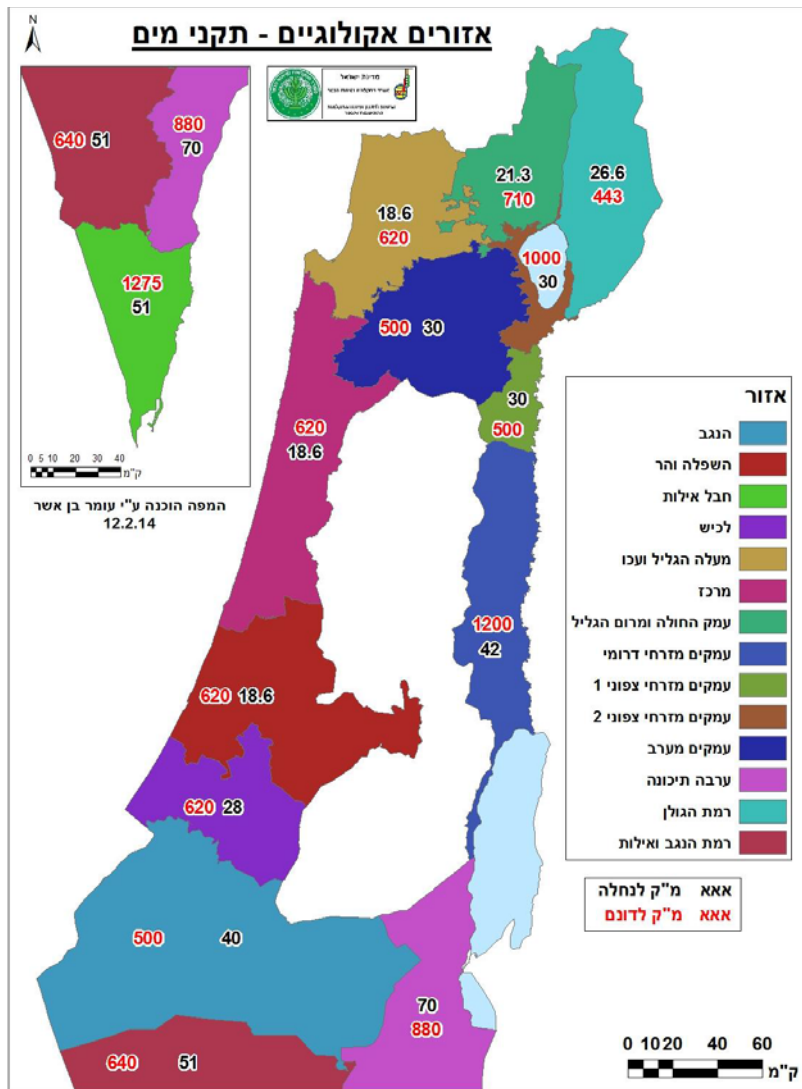 אזורים אקולוגיים - תקני מים
N
מדינת ישראל
880
70
640 51
1275
51
0 5 10 20 30 40
ק"מ
המפה הוכנה ע"י עומר בן אשר
12.2.14
21.3
710
26.6
443
18.6
620
1000
30
500 30
30
500
620
18.6
1200
42
620 18.6
620 28
500 40
70
880
640 51
אזור
הנגב
השפלה והר
חבל אילות
לכיש
מעלה הגליל ועכו
מרכז
עמק החולה ומרום הגליל
עמקים מזרחי דרומי
עמקים מזרחי צפוני 1
עמקים מזרחי צפוני 2
עמקים מערב
ערבה תיכונה
רמת הגולן
רמת הנגב ואילות
אאא מ"ק לנחלה
אאא מ"ק לדונם
0 10 20 40 60
ק"מ